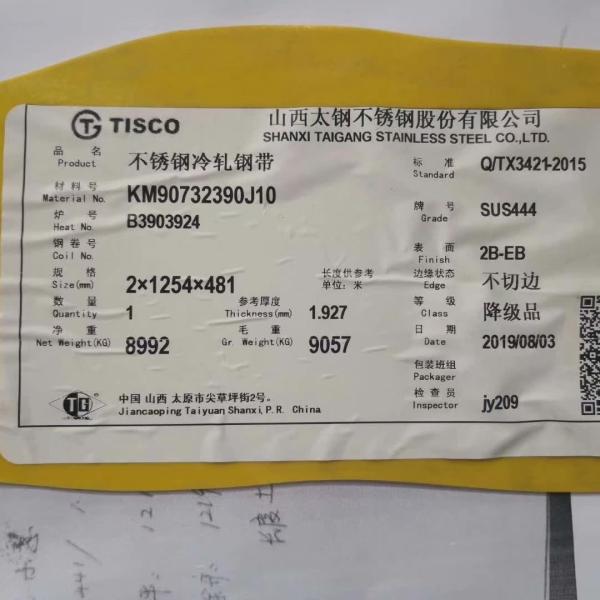 TISCO
山西太钢不锈钢股份有限公司
SHANXI TAIGANG STAINLESS STEEL CO.,LTD.
品名 Product 不锈钢冷轧钢带 标准 Standard Q/TX3421-2015
材料号 Material No. KM90732390J10
炉号 Heat No. B3903924 牌号 Grade SUS444
钢卷号 Coil No. 表面 Finish 2B-EB
规格 Size(mm) 2×1254×481 长度供参考 单位:米 边缘状态 Edge 不切边
数量 Quantity 1 参考厚度 Thickness(mm) 1.927 等级 Class 降级品
净重 Net Weight(KG) 8992 毛重 Gr. Weight(KG) 9057 日期 Date 2019/08/03
包装班组 Packager
中国 山西 太原市尖草坪街2号。 检查员 Inspector jy209
Jiancaoping Taiyuan Shanxi, P.R. China